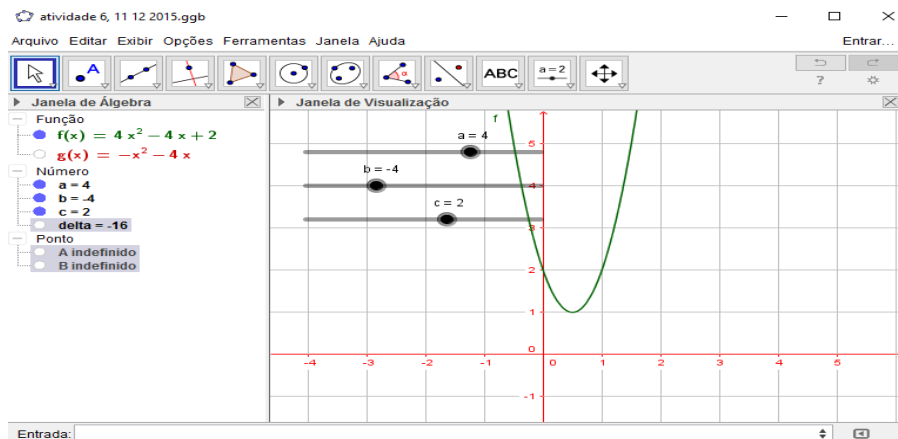 atividade 6, 11 12 2015.ggb
Arquivo Editar Exibir Opções Ferramentas Janela Ajuda Entrar...
A α ABC a=2 ?
Janela de Álgebra
Janela de Visualização
Função
f(x) = 4 x² − 4 x + 2
g(x) = −x² − 4 x
Número
a = 4
b = -4
c = 2
delta = -16
Ponto
A indefinido
B indefinido
f
a = 4
b = -4
c = 2
5
4
3
2
1
0
-4 -3 -2 -1 0 1 2 3 4 5
-1
Entrada: